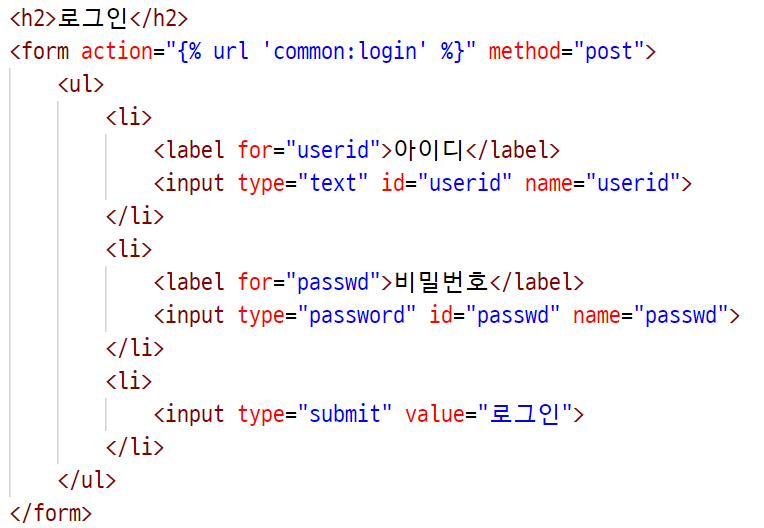 <h2>로그인</h2>
<form action="{% url 'common:login' %}" method="post">
    <ul>
        <li>
            <label for="userid">아이디</label>
            <input type="text" id="userid" name="userid">
        </li>
        <li>
            <label for="passwd">비밀번호</label>
            <input type="password" id="passwd" name="passwd">
        </li>
        <li>
            <input type="submit" value="로그인">
        </li>
    </ul>
</form>